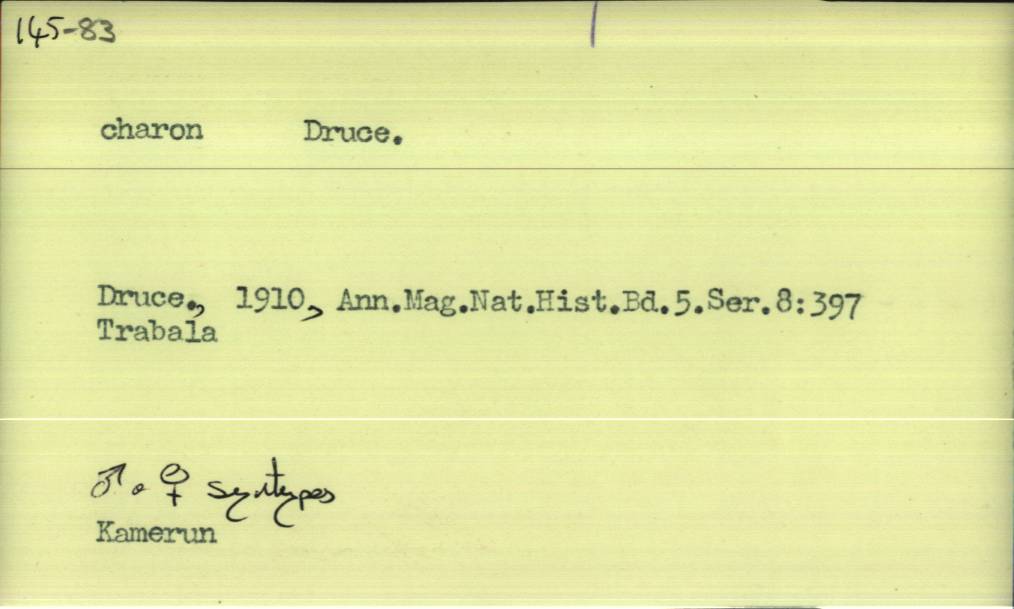 145-83
charon Druce.
Druce., 1910, Ann.Mag.Nat.Hist.Bd.5.Ser.8:397
Trabala
♂ ♀ syntypes
Kamerun